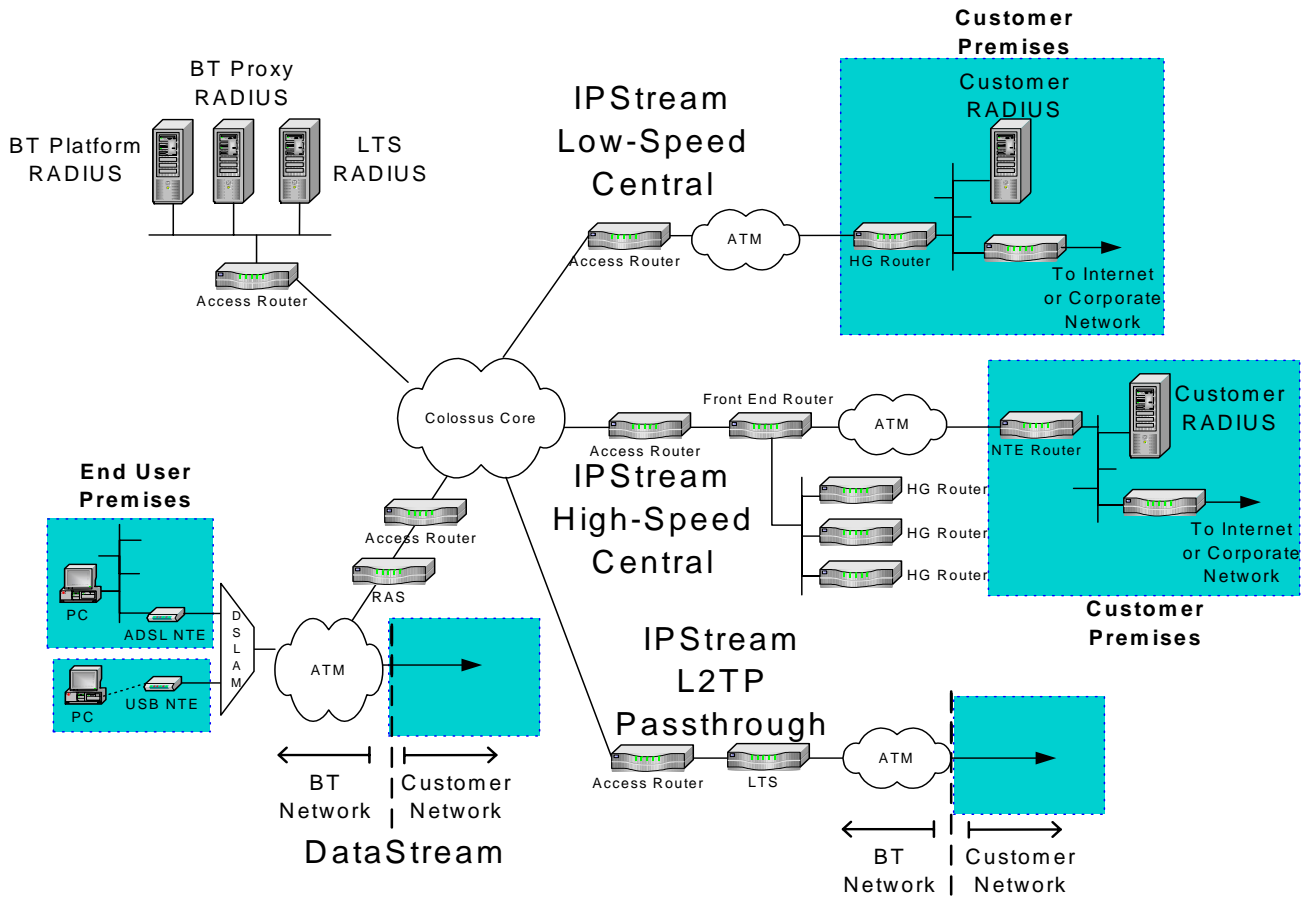 Customer
Premises
BT Proxy
RADIUS
BT Platform
RADIUS
LTS
RADIUS
Access Router
IPStream
Low-Speed
Central
Access Router
ATM
HG Router
Customer
RADIUS
To Internet
or Corporate
Network
Colossus Core
Access Router
Front End Router
ATM
NTE Router
Customer
RADIUS
To Internet
or Corporate
Network
Customer
Premises
IPStream
High-Speed
Central
HG Router
HG Router
HG Router
End User
Premises
PC
ADSL NTE
PC
USB NTE
D
S
L
A
M
ATM
Access Router
RAS
BT
Network
Customer
Network
DataStream
IPStream
L2TP
Passthrough
Access Router
LTS
ATM
BT
Network
Customer
Network